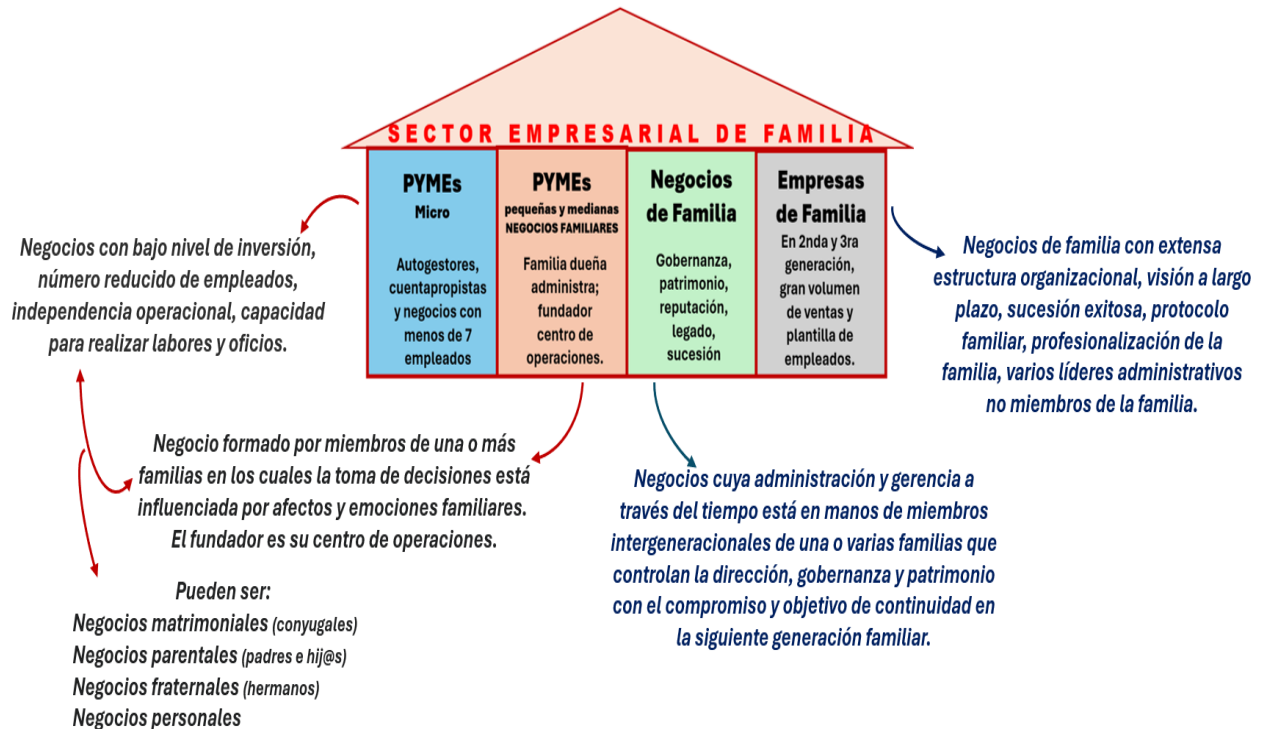 SECTOR EMPRESARIAL DE FAMILIA
PYMEs
Micro
Autogestores,
cuentapropistas
y negocios con
menos de 7
empleados
PYMEs
pequeñas y medianas
NEGOCIOS FAMILIARES
Familia dueña
administra;
fundador
centro de
operaciones.
Negocios
de Familia
Gobernanza,
patrimonio,
reputación,
legado,
sucesión
Empresas
de Familia
En 2nda y 3ra
generación,
gran volumen
de ventas y
plantilla de
empleados.
Negocios con bajo nivel de inversión,
número reducido de empleados,
independencia operacional, capacidad
para realizar labores y oficios.
Negocios de familia con extensa
estructura organizacional, visión a largo
plazo, sucesión exitosa, protocolo
familiar, profesionalización de la
familia, varios líderes administrativos
no miembros de la familia.
Negocio formado por miembros de una o más
familias en los cuales la toma de decisiones está
influenciada por afectos y emociones familiares.
El fundador es su centro de operaciones.
Negocios cuya administración y gerencia a
través del tiempo está en manos de miembros
intergeneracionales de una o varias familias que
controlan la dirección, gobernanza y patrimonio
con el compromiso y objetivo de continuidad en
la siguiente generación familiar.
Pueden ser:
Negocios matrimoniales (conyugales)
Negocios parentales (padres e hij@s)
Negocios fraternales (hermanos)
Negocios personales